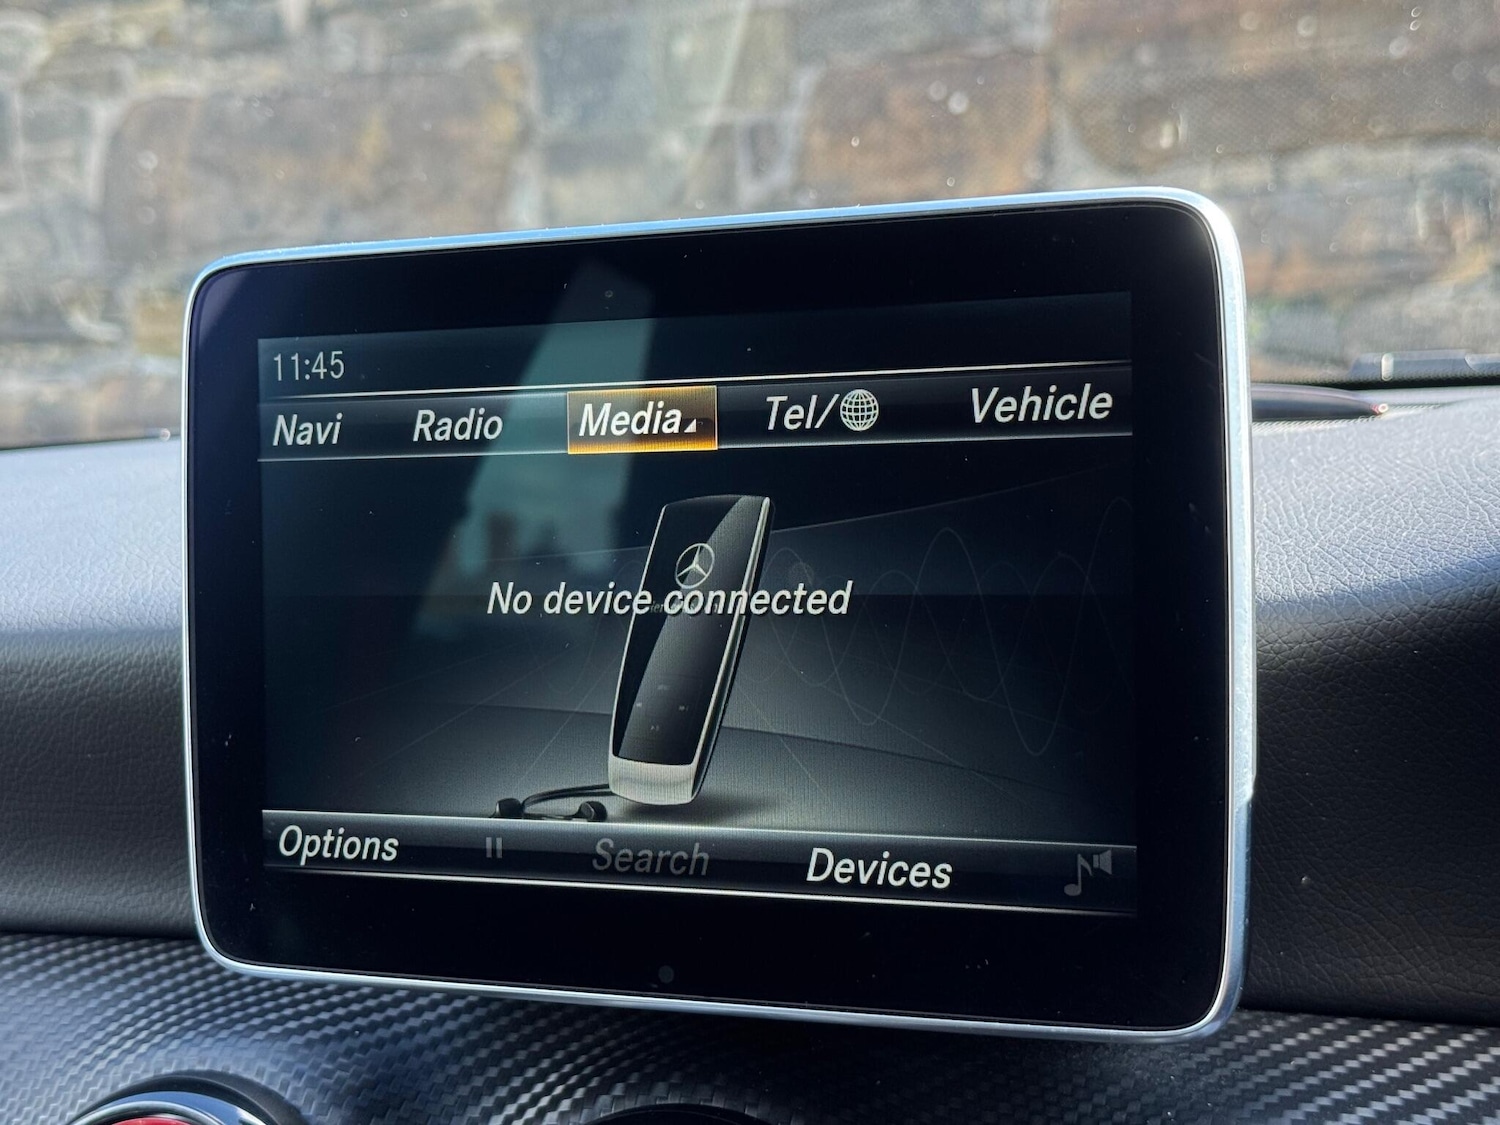 11:45
Navi Radio Media Tel/ Vehicle
No device connected
Options Search Devices